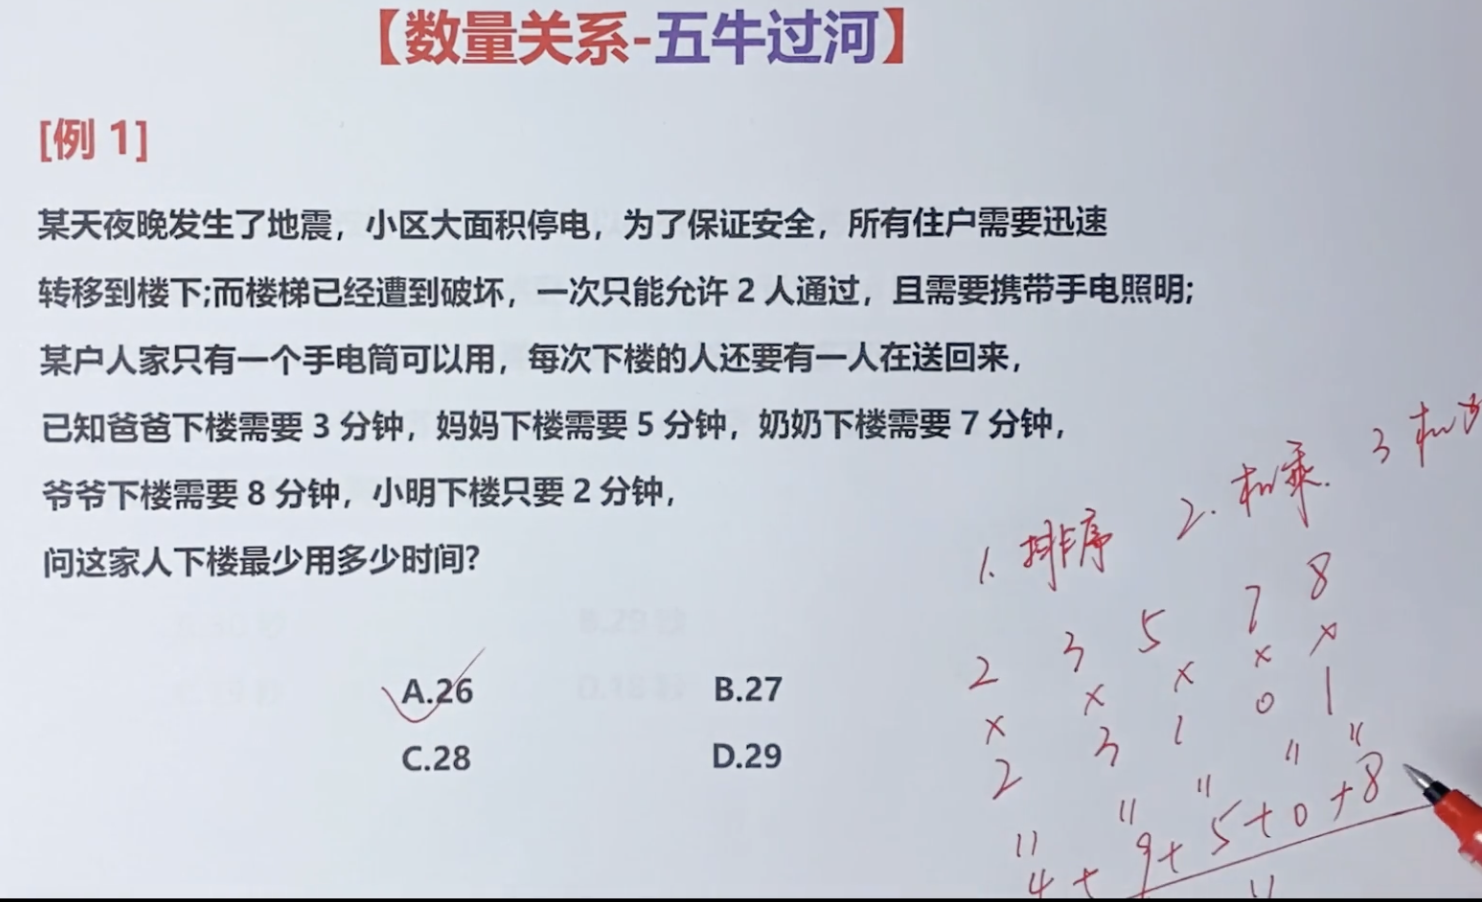 【数量关系-五牛过河】
[例 1]
某天夜晚发生了地震，小区大面积停电，为了保证安全，所有住户需要迅速
转移到楼下;而楼梯已经遭到破坏，一次只能允许 2 人通过，且需要携带手电照明;
某户人家只有一个手电筒可以用，每次下楼的人还要有一人在送回来，
已知爸爸下楼需要 3 分钟，妈妈下楼需要 5 分钟，奶奶下楼需要 7 分钟，
爷爷下楼需要 8 分钟，小明下楼只要 2 分钟，
问这家人下楼最少用多少时间?
A.26 B.27
C.28 D.29
1. 排序 2. 相乘. 3 相
2 3 5 7 8
× × × × ×
2 3 1 0 1
" " " " "
4 + 9 + 5 + 0 + 8